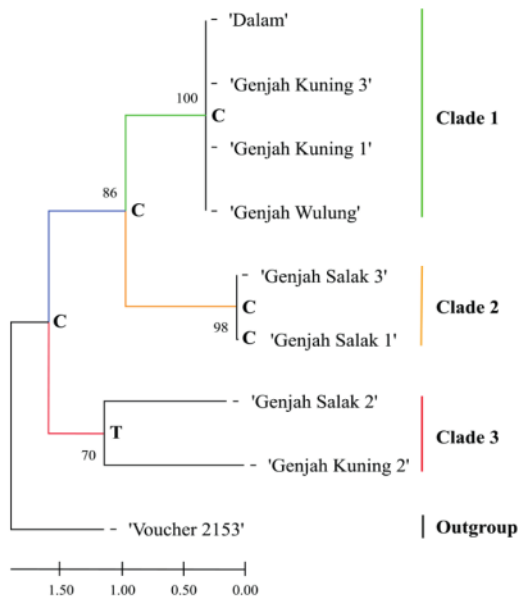 - 'Dalam'
- 'Genjah Kuning 3'
100
C
Clade 1
- 'Genjah Kuning 1'
86
C
- 'Genjah Wulung'
- 'Genjah Salak 3'
C
Clade 2
98
C 'Genjah Salak 1'
C
- 'Genjah Salak 2'
T
Clade 3
70
- 'Genjah Kuning 2'
- 'Voucher 2153'
Outgroup
1.50 1.00 0.50 0.00